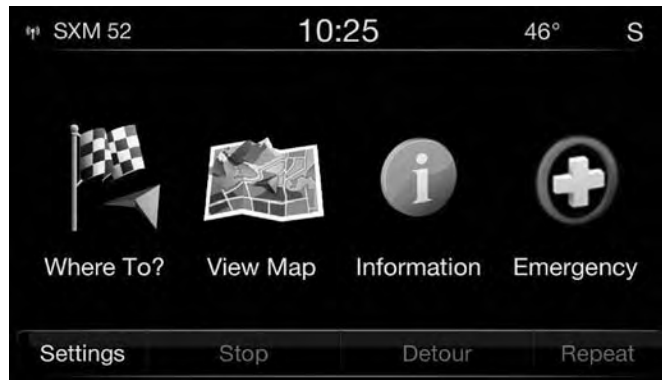 SXM 52 10:25 46° S
Where To? View Map Information Emergency
Settings Stop Detour Repeat